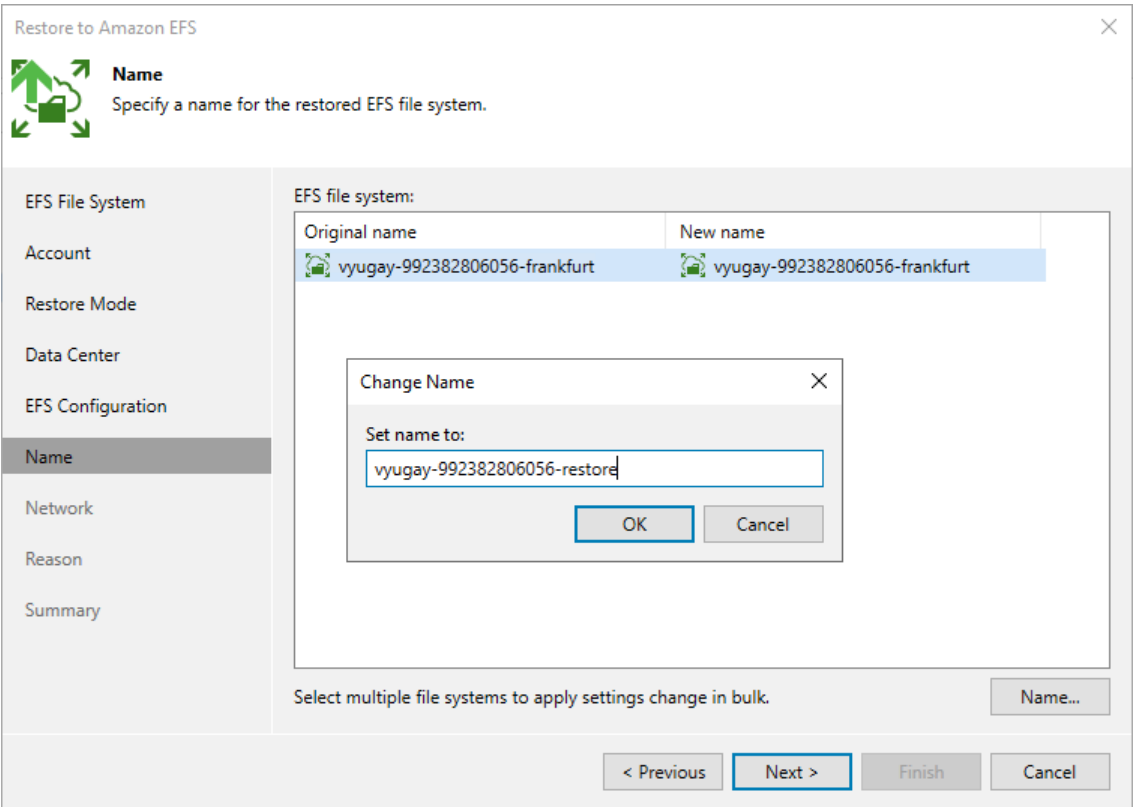 Restore to Amazon EFS
Name
Specify a name for the restored EFS file system.
EFS File System
Account
Restore Mode
Data Center
EFS Configuration
Name
Network
Reason
Summary
EFS file system:
Original name New name
vyugay-992382806056-frankfurt vyugay-992382806056-frankfurt
Change Name
Set name to:
vyugay-992382806056-restore
OK Cancel
Select multiple file systems to apply settings change in bulk. Name...
< Previous Next > Finish Cancel